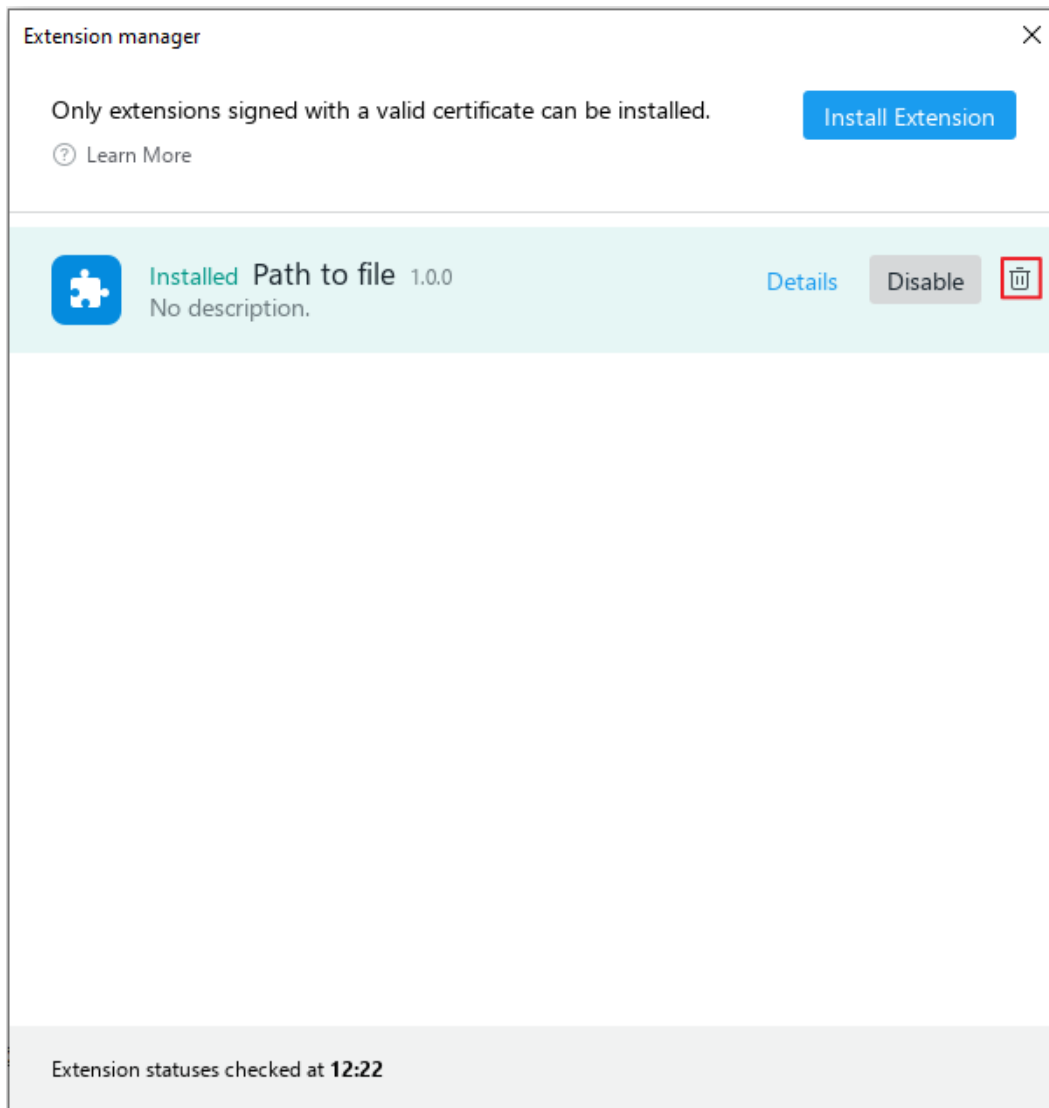 Extension manager
Only extensions signed with a valid certificate can be installed.
Install Extension
? Learn More
Installed Path to file 1.0.0
Details
Disable
No description.
Extension statuses checked at 12:22